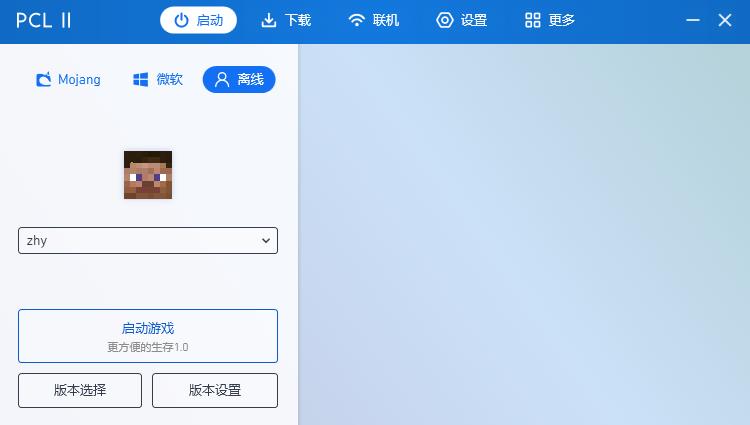 PCL II
启动
下载
联机
设置
更多
Mojang
微软
离线
zhy
启动游戏
更方便的生存1.0
版本选择
版本设置